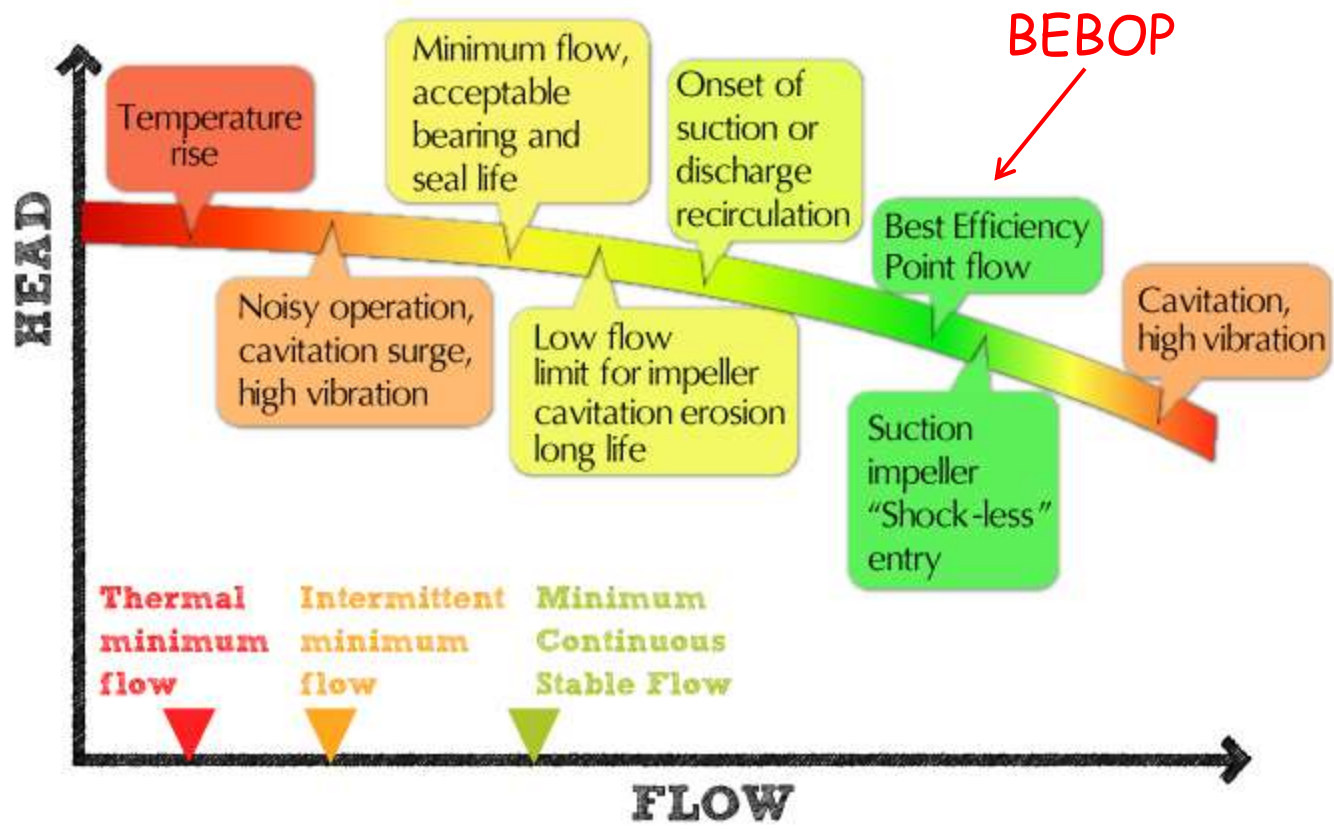 BEBOP
Temperature
rise
Minimum flow,
acceptable
bearing and
seal life
Onset of
suction or
discharge
recirculation
Best Efficiency
Point flow
Cavitation,
high vibration
Noisy operation,
cavitation surge,
high vibration
Low flow
limit for impeller
cavitation erosion
long life
Suction
impeller
“Shock-less”
entry
HEAD
Thermal
minimum
flow
Intermittent
minimum
flow
Minimum
Continuous
Stable Flow
FLOW